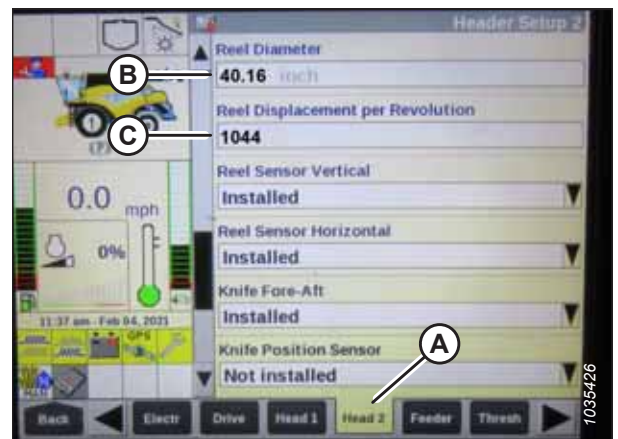 Header Setup 2
Reel Diameter
B
40.16 inch
Reel Displacement per Revolution
C
1044
Reel Sensor Vertical
Installed
0.0 mph
Reel Sensor Horizontal
0%
Installed
Knife Fore-Aft
Installed
11:37 am Feb 04, 2021
GPS
A
Knife Position Sensor
Not installed
Back
Electr
Drive
Head 1
Head 2
Feeder
Thresh
1035426